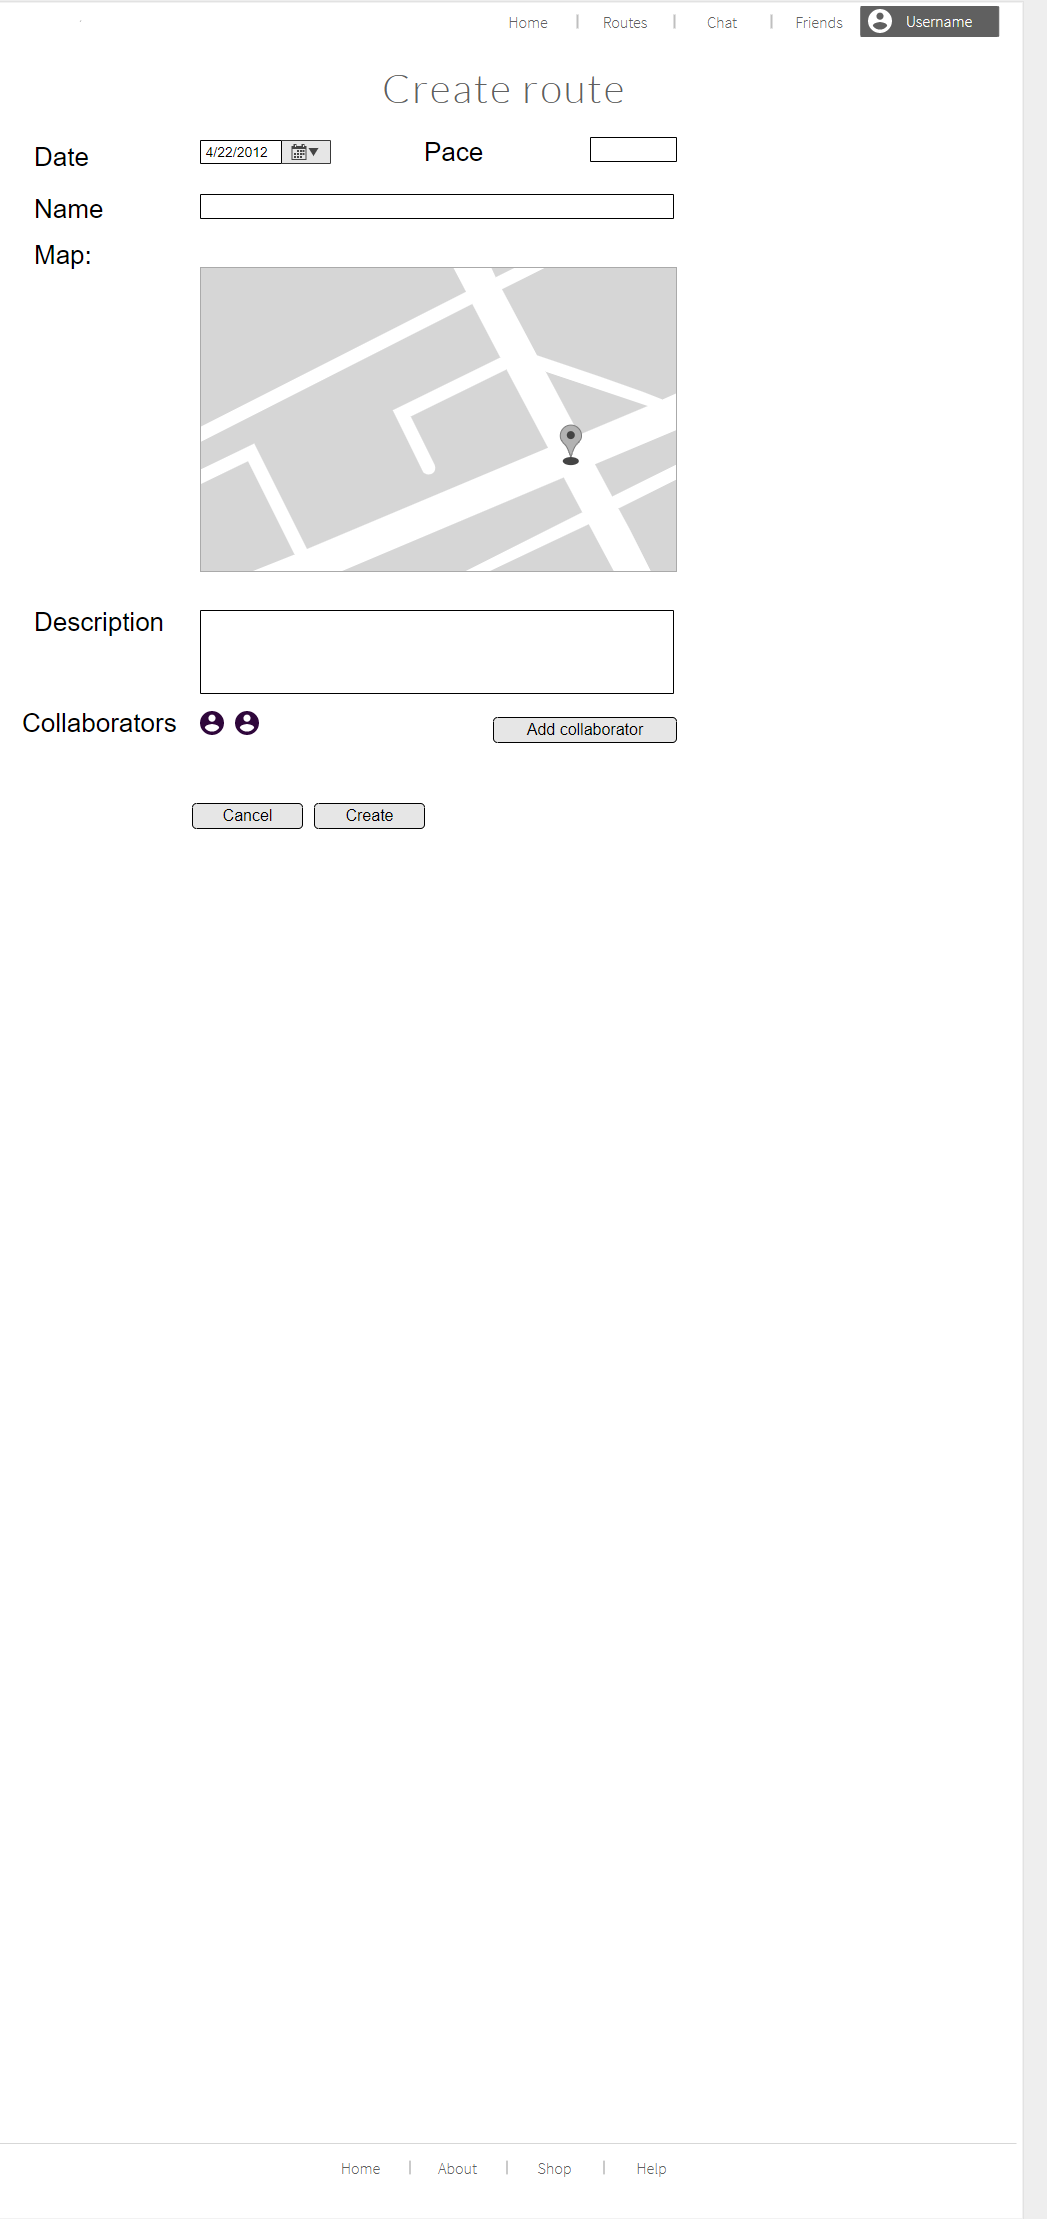 Home | Routes | Chat | Friends Username
Create route
Date 4/22/2012 Pace
Name
Map:
Description
Collaborators Add collaborator
Cancel Create
Home | About | Shop | Help